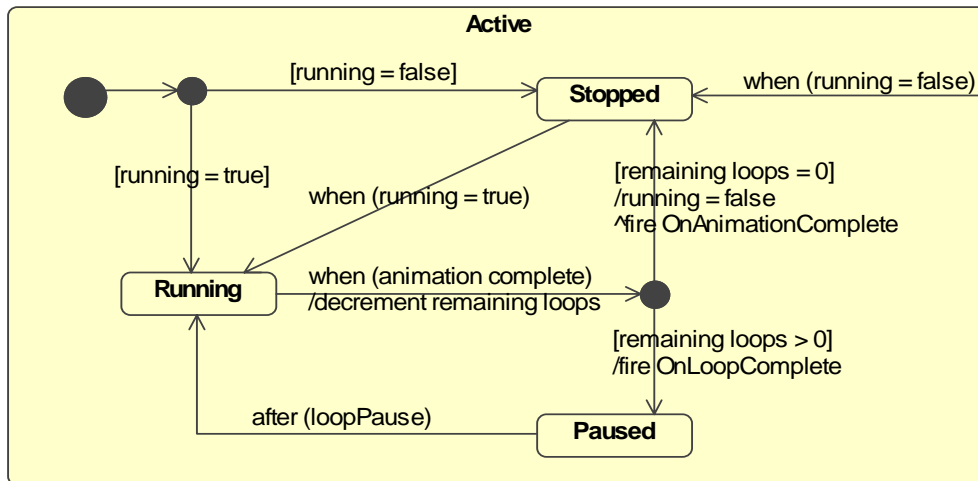 Active
[running = false]
Stopped
when (running = false)
[running = true]
when (running = true)
[remaining loops = 0]
/running = false
^fire OnAnimationComplete
Running
when (animation complete)
/decrement remaining loops
[remaining loops > 0]
/fire OnLoopComplete
after (loopPause)
Paused